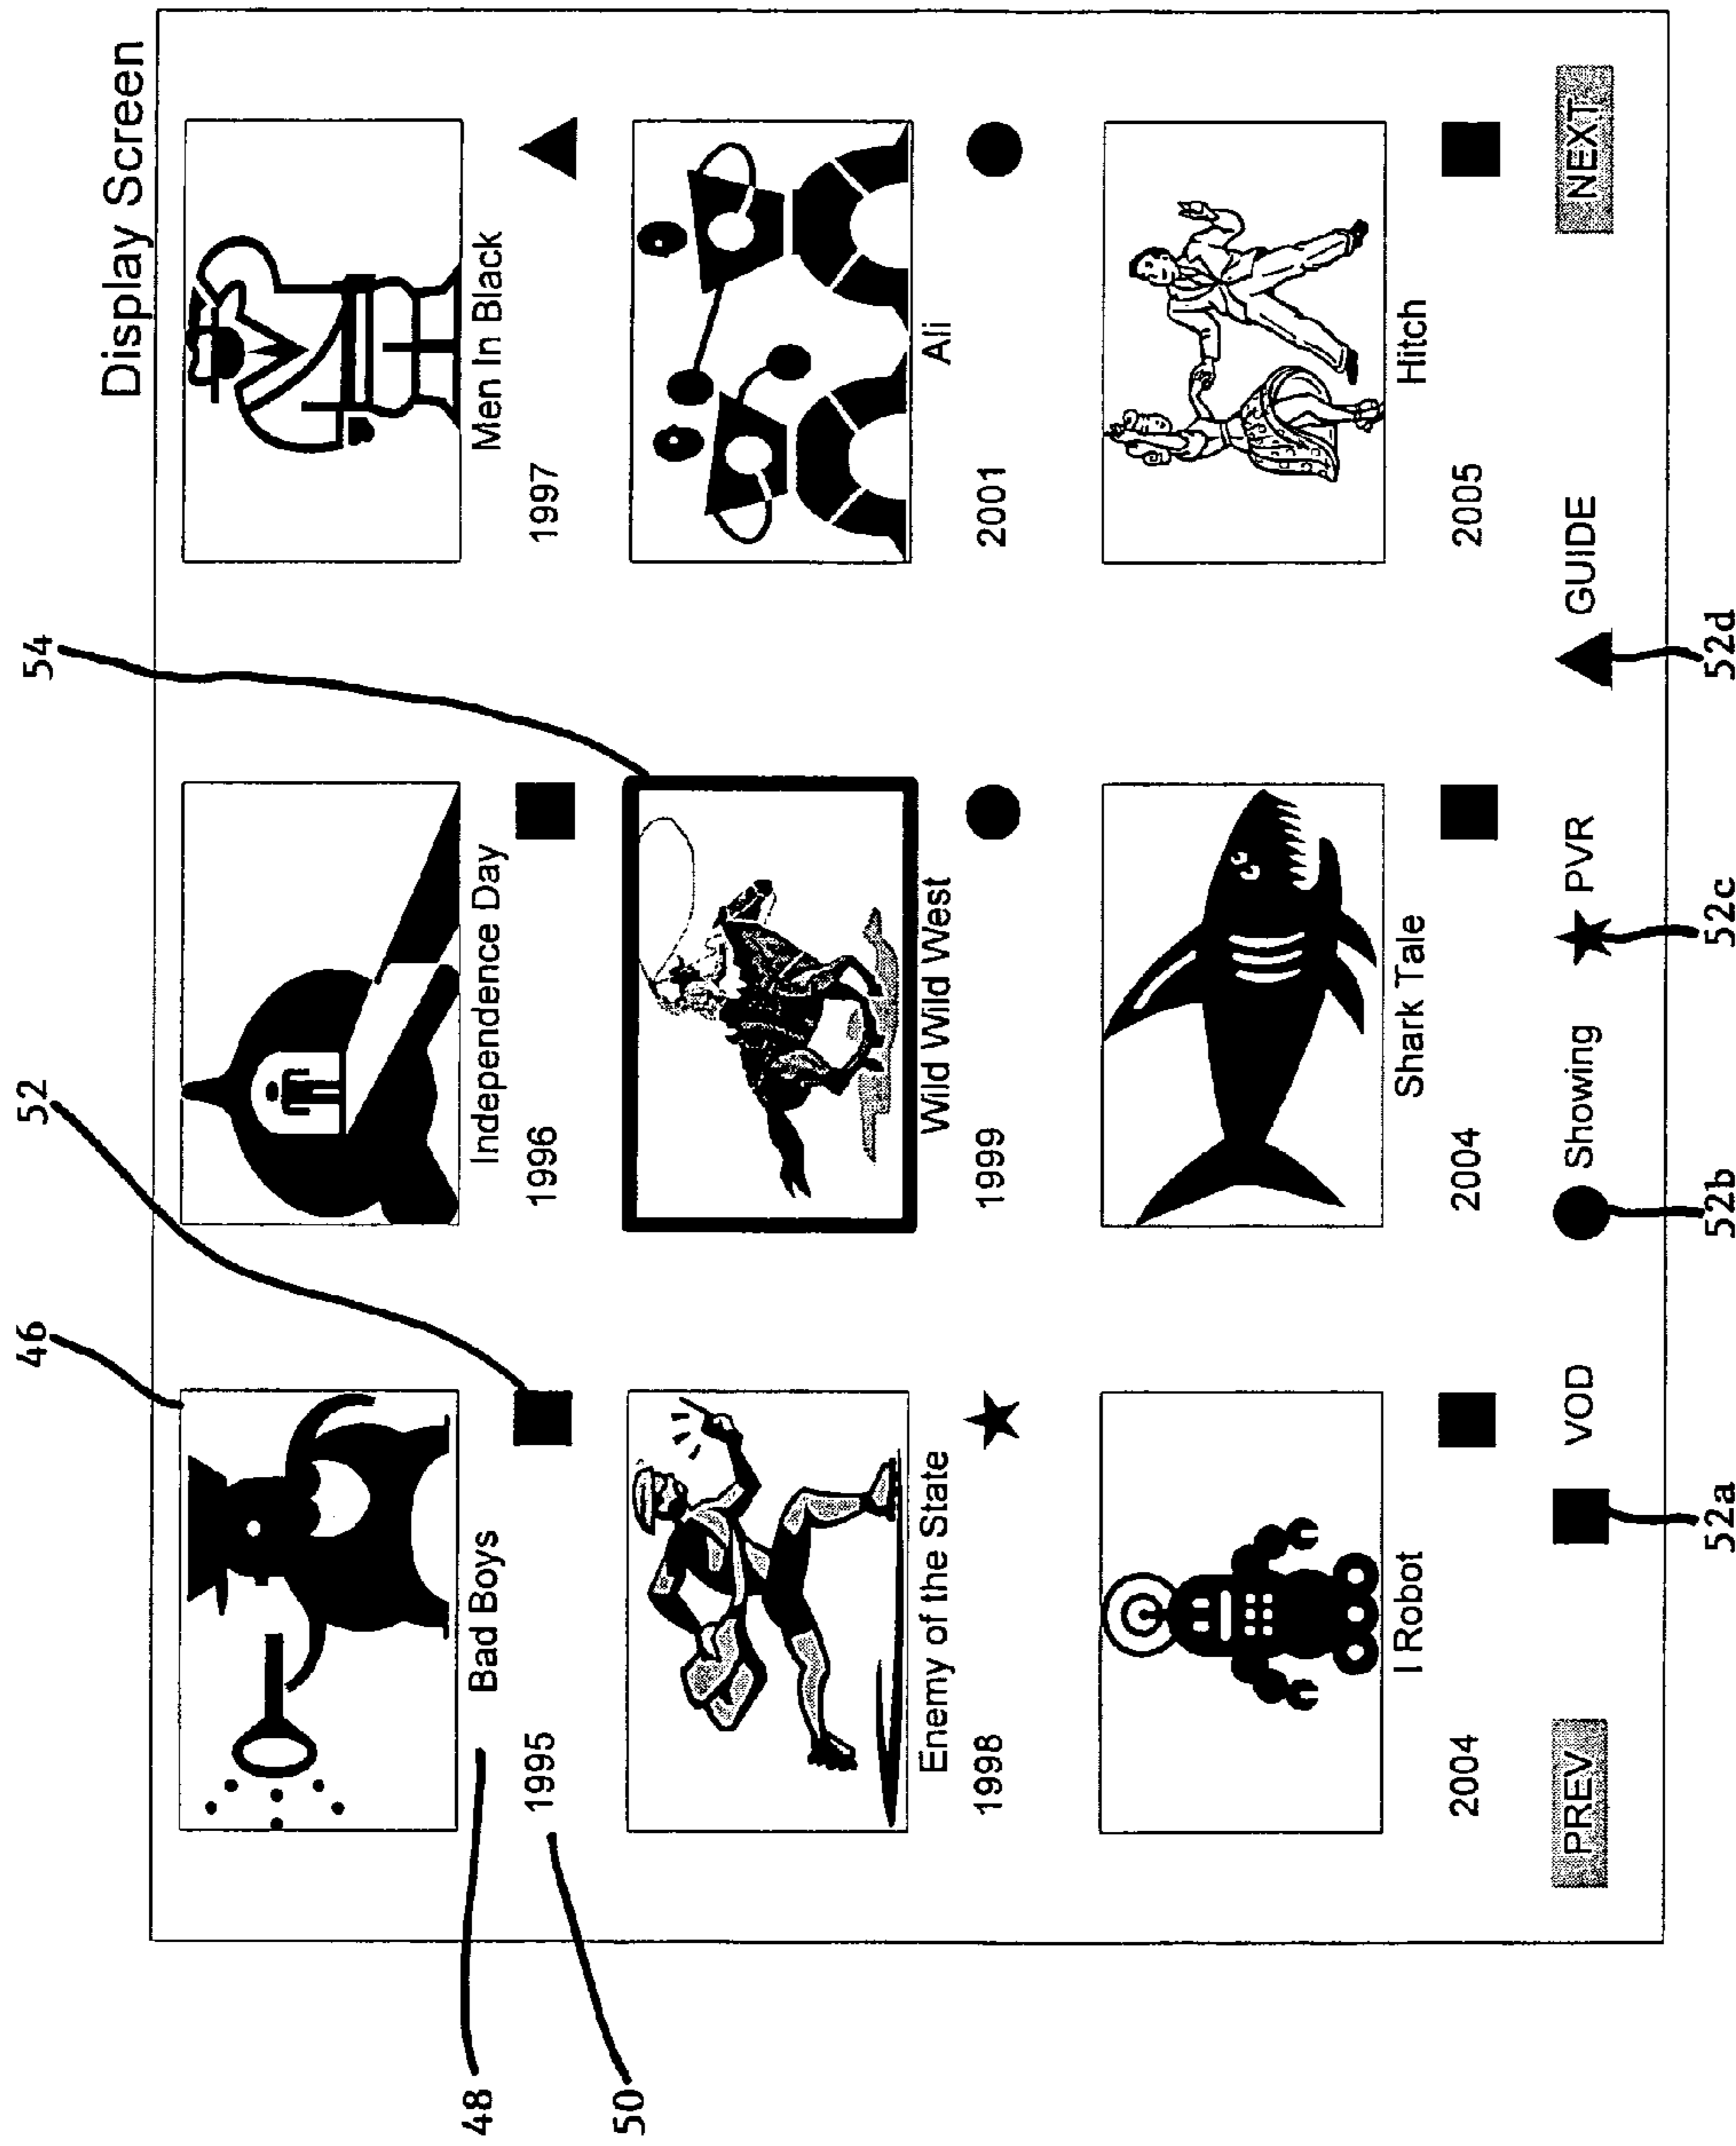 Display Screen
46
52
54
Bad Boys
Independence Day
Men In Black
48
1995
1996
1997
50
Enemy of the State
Wild Wild West
Ali
1998
1999
2001
I Robot
Shark Tale
Hitch
2004
2004
2005
PREV
VOD
Showing
PVR
GUIDE
NEXT
52a
52b
52c
52d